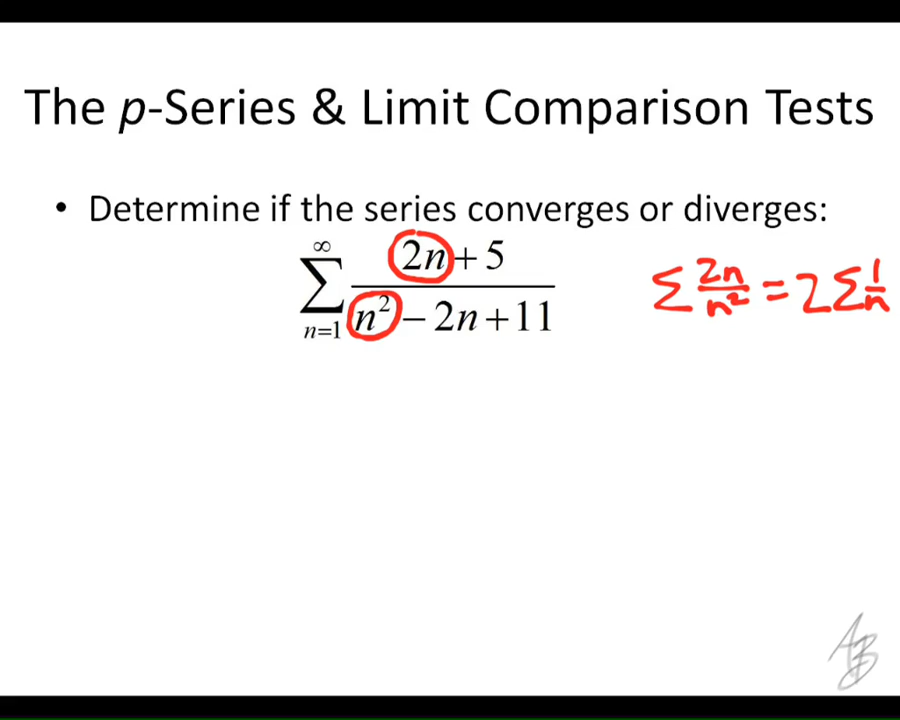 The p-Series & Limit Comparison Tests
• Determine if the series converges or diverges:
∞
∑ (2n + 5) / (n² − 2n + 11)
n=1
∑ 2n/n² = 2∑ 1/n